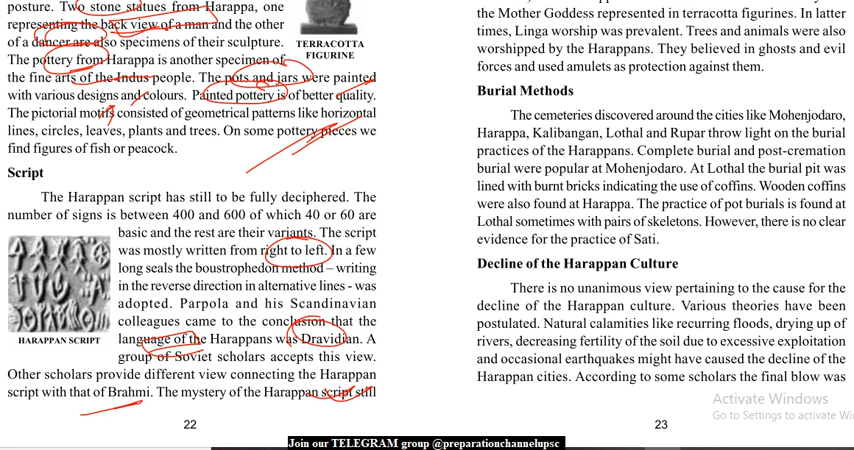 posture. Two stone statues from Harappa, one
representing the back view of a man and the other
of a dancer are also specimens of their sculpture.
The pottery from Harappa is another specimen of
the fine arts of the Indus people. The pots and jars were painted
with various designs and colours. Painted pottery is of better quality.
The pictorial motifs consisted of geometrical patterns like horizontal
lines, circles, leaves, plants and trees. On some pottery pieces we
find figures of fish or peacock.
TERRACOTTA
FIGURINE
Script
The Harappan script has still to be fully deciphered. The
number of signs is between 400 and 600 of which 40 or 60 are
basic and the rest are their variants. The script
was mostly written from right to left. In a few
long seals the boustrophedon method – writing
in the reverse direction in alternative lines - was
adopted. Parpola and his Scandinavian
colleagues came to the conclusion that the
language of the Harappans was Dravidian. A
group of Soviet scholars accepts this view.
HARAPPAN SCRIPT
Other scholars provide different view connecting the Harappan
script with that of Brahmi. The mystery of the Harappan script still
22
the Mother Goddess represented in terracotta figurines. In latter
times, Linga worship was prevalent. Trees and animals were also
worshipped by the Harappans. They believed in ghosts and evil
forces and used amulets as protection against them.
Burial Methods
The cemeteries discovered around the cities like Mohenjodaro,
Harappa, Kalibangan, Lothal and Rupar throw light on the burial
practices of the Harappans. Complete burial and post-cremation
burial were popular at Mohenjodaro. At Lothal the burial pit was
lined with burnt bricks indicating the use of coffins. Wooden coffins
were also found at Harappa. The practice of pot burials is found at
Lothal sometimes with pairs of skeletons. However, there is no clear
evidence for the practice of Sati.
Decline of the Harappan Culture
There is no unanimous view pertaining to the cause for the
decline of the Harappan culture. Various theories have been
postulated. Natural calamities like recurring floods, drying up of
rivers, decreasing fertility of the soil due to excessive exploitation
and occasional earthquakes might have caused the decline of the
Harappan cities. According to some scholars the final blow was
23
Activate Windows
Go to Settings to activate Wi
Join our TELEGRAM group @preparationchannelupsc